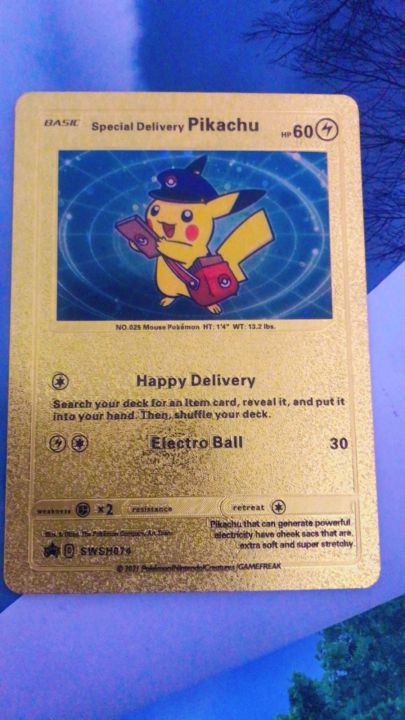 BASIC Special Delivery Pikachu HP 60
NO.025 Mouse Pokémon HT: 1'4" WT: 13.2 lbs.
Happy Delivery
Search your deck for an Item card, reveal it, and put it
into your hand. Then, shuffle your deck.
Electro Ball 30
weakness ×2 resistance retreat
Pikachu that can generate powerful
electricity have cheek sacs that are
extra soft and super stretchy.
SWSH074
© 2021 Pokémon/Nintendo/Creatures/GAMEFREAK